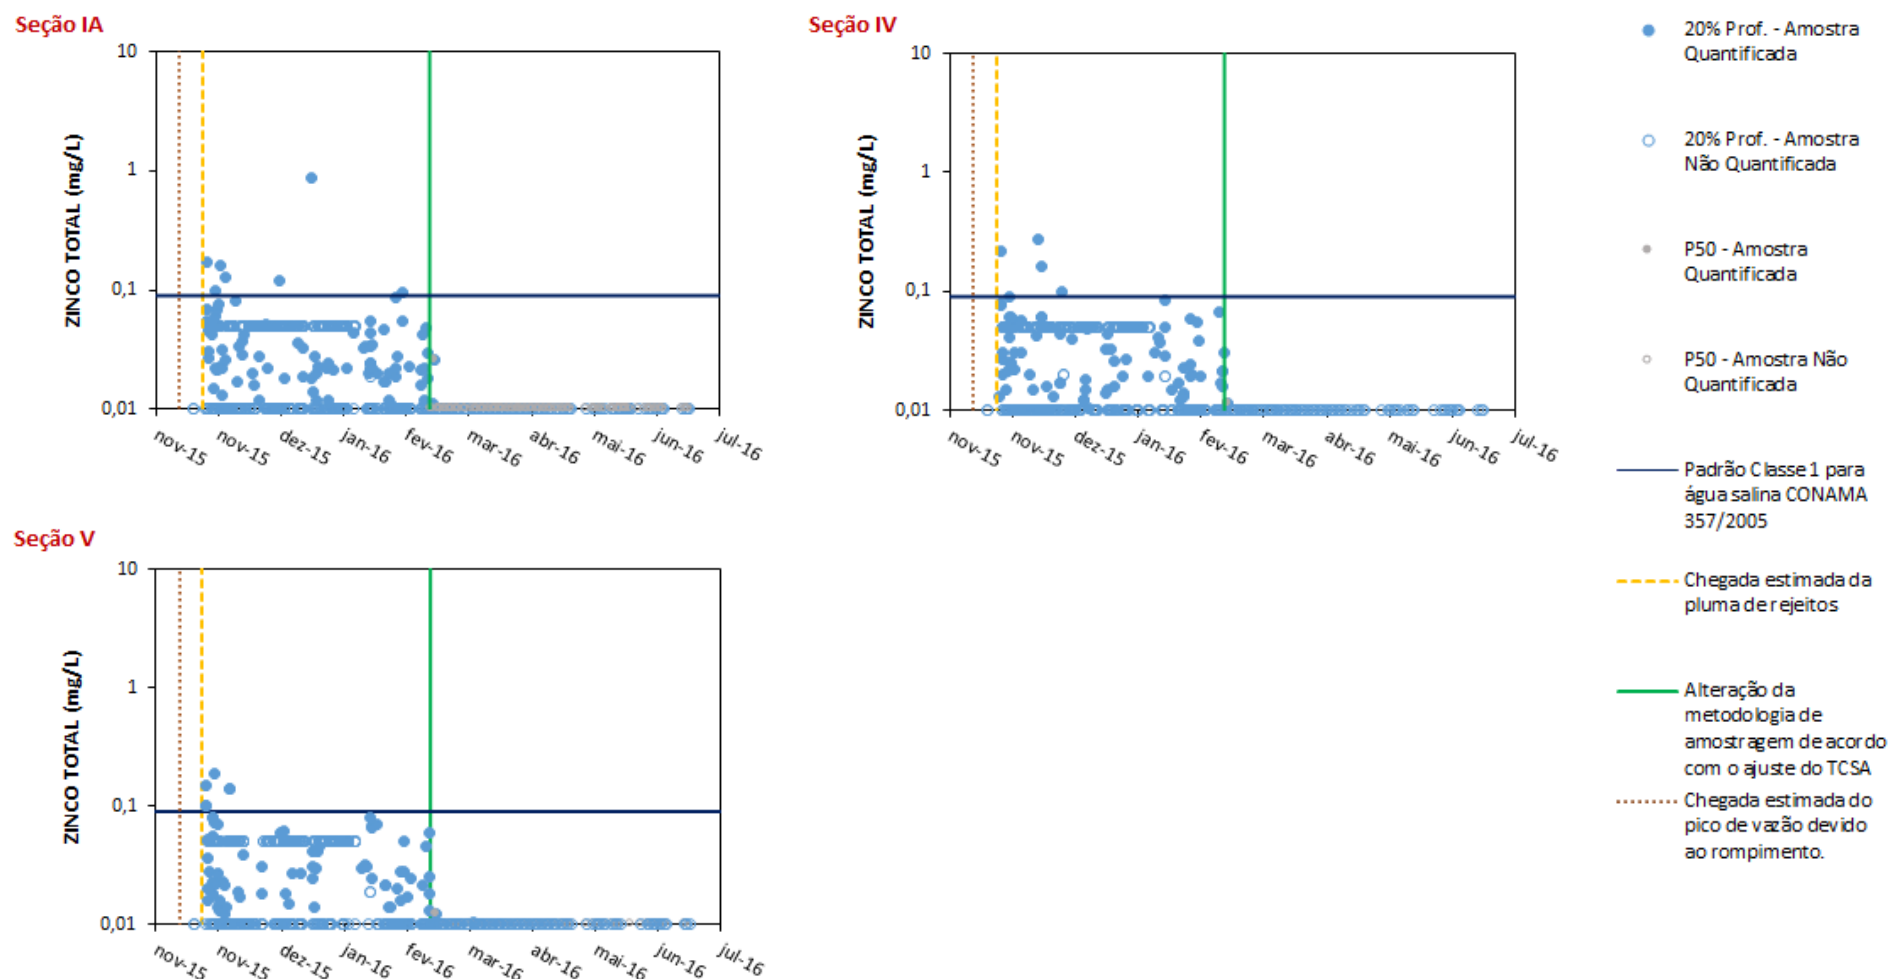 Seção IA
ZINCO TOTAL (mg/L)
10
1
0,1
0,01
nov-15
nov-15
dez-15
jan-16
fev-16
mar-16
abr-16
mai-16
jun-16
jul-16
Seção IV
ZINCO TOTAL (mg/L)
10
1
0,1
0,01
nov-15
nov-15
dez-15
jan-16
fev-16
mar-16
abr-16
mai-16
jun-16
jul-16
Seção V
ZINCO TOTAL (mg/L)
10
1
0,1
0,01
nov-15
nov-15
dez-15
jan-16
fev-16
mar-16
abr-16
mai-16
jun-16
jul-16
20% Prof. - Amostra
Quantificada
20% Prof. - Amostra
Não Quantificada
P50 - Amostra
Quantificada
P50 - Amostra Não
Quantificada
Padrão Classe 1 para
água salina CONAMA
357/2005
Chegada estimada da
pluma de rejeitos
Alteração da
metodologia de
amostragem de acordo
com o ajuste do TCSA
Chegada estimada do
pico de vazão devido
ao rompimento.